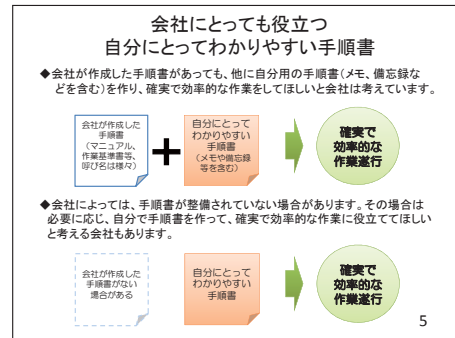 会社にとっても役立つ
自分にとってわかりやすい手順書
◆会社が作成した手順書があっても、他に自分用の手順書(メモ、備忘録な
どを含む)を作り、確実で効率的な作業をしてほしいと会社は考えています。
会社が作成した
手順書
(マニュアル、
作業基準書等、
呼び名は様々)
+
自分にとって
わかりやすい
手順書
(メモや備忘録
等を含む)
確実で
効率的な
作業遂行
◆会社によっては、手順書が整備されていない場合があります。その場合は
必要に応じ、自分で手順書を作って、確実で効率的な作業に役立ててほしい
と考える会社もあります。
会社が作成した
手順書がない
場合がある
自分にとって
わかりやすい
手順書
確実で
効率的な
作業遂行
5